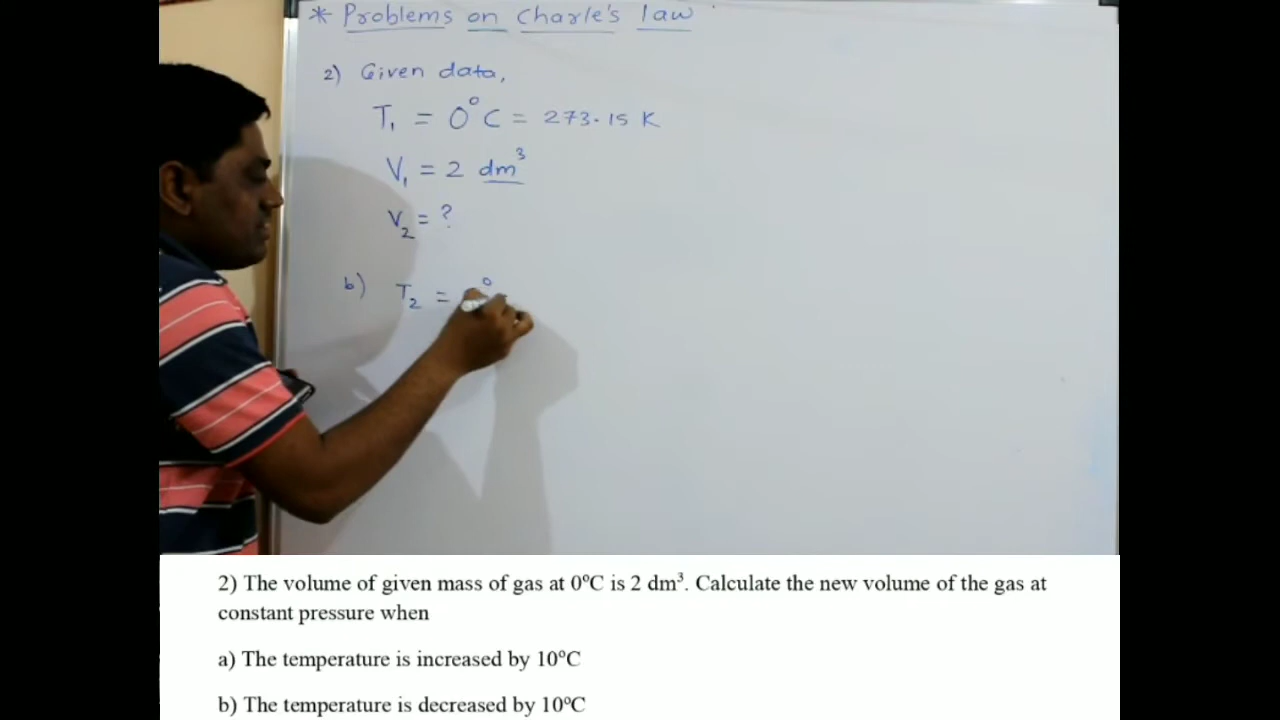 * Problems on Charle's law
2) Given data,
T₁ = 0°C = 273.15 K
V₁ = 2 dm³
V₂ = ?
b) T₂ =
2) The volume of given mass of gas at 0°C is 2 dm³. Calculate the new volume of the gas at
constant pressure when
a) The temperature is increased by 10°C
b) The temperature is decreased by 10°C